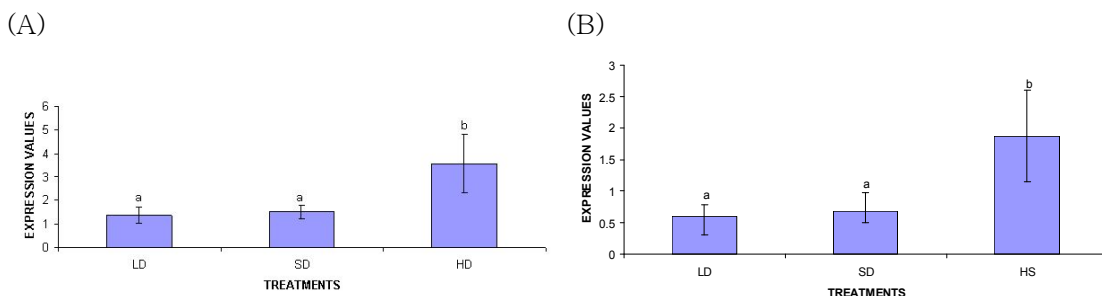 (A)
(B)
EXPRESSION VALUES
6
5
4
3
2
1
0
a
a
b
LD
SD
HD
TREATMENTS
EXPRESSION VALUES
3
2.5
2
1.5
1
0.5
0
a
a
b
LD
SD
HS
TREATMENTS